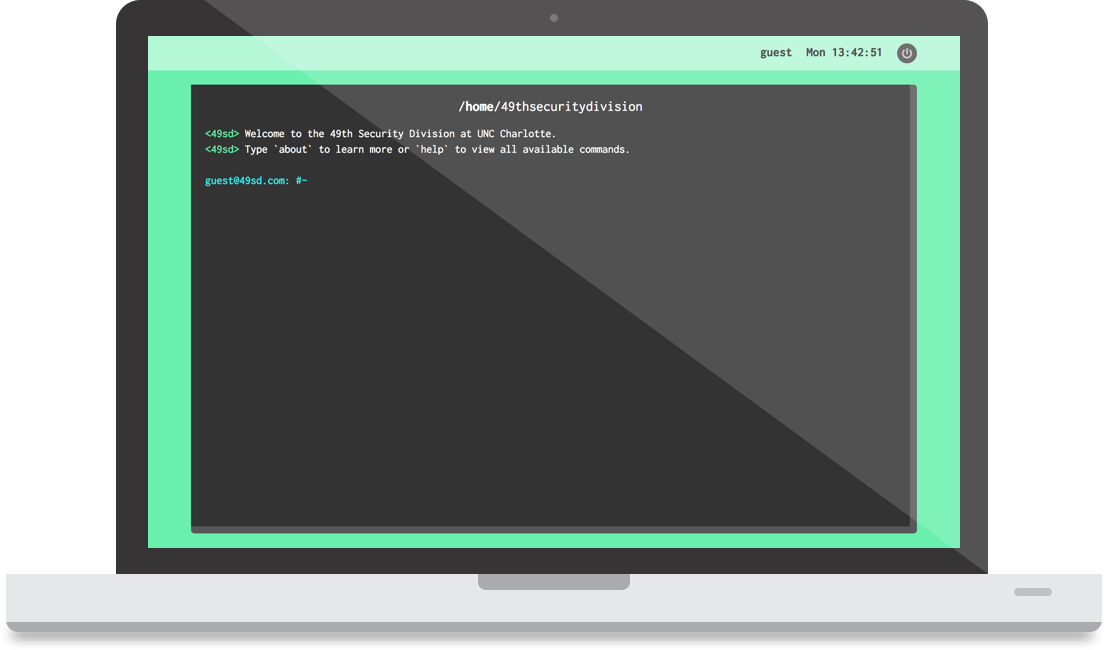 guest Mon 13:42:51
/home/49thsecuritydivision
<49sd> Welcome to the 49th Security Division at UNC Charlotte.
<49sd> Type `about` to learn more or `help` to view all available commands.
guest@49sd.com: #~